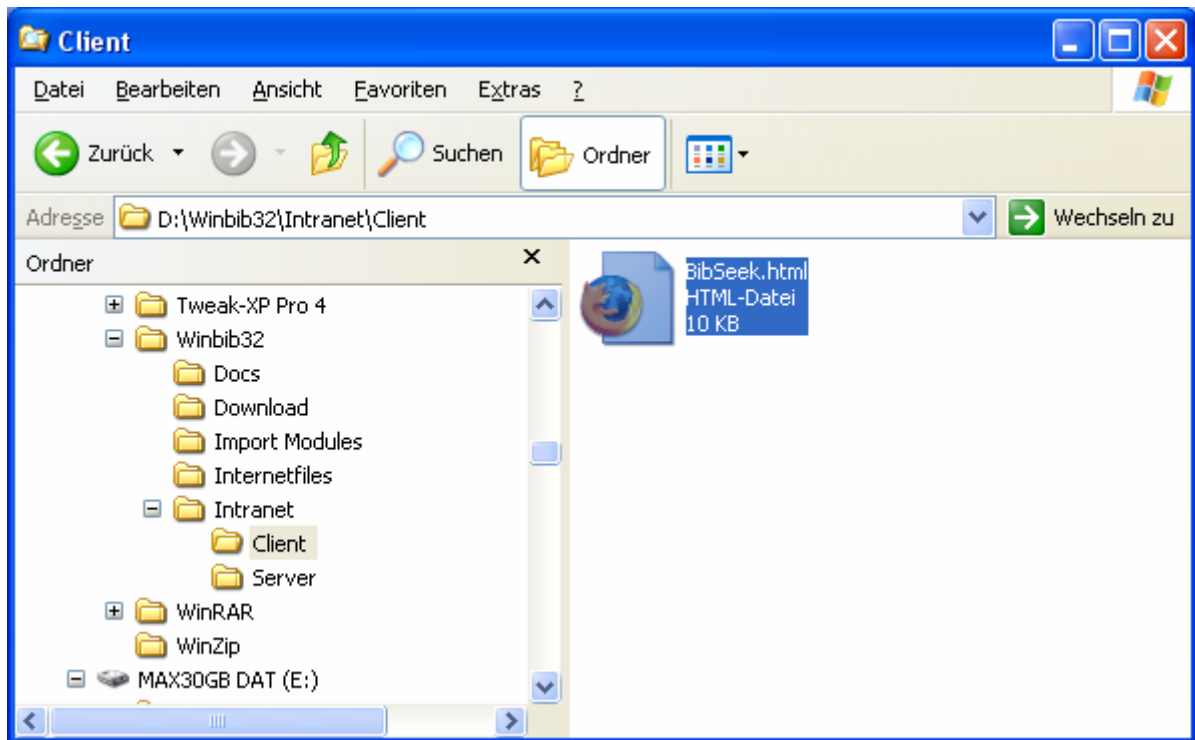 Client
Datei Bearbeiten Ansicht Favoriten Extras ?
Zurück Suchen Ordner
Adresse D:\Winbib32\Intranet\Client Wechseln zu
Ordner
Tweak-XP Pro 4
Winbib32
Docs
Download
Import Modules
Internetfiles
Intranet
Client
Server
WinRAR
WinZip
MAX30GB DAT (E:)
BibSeek.html
HTML-Datei
10 KB